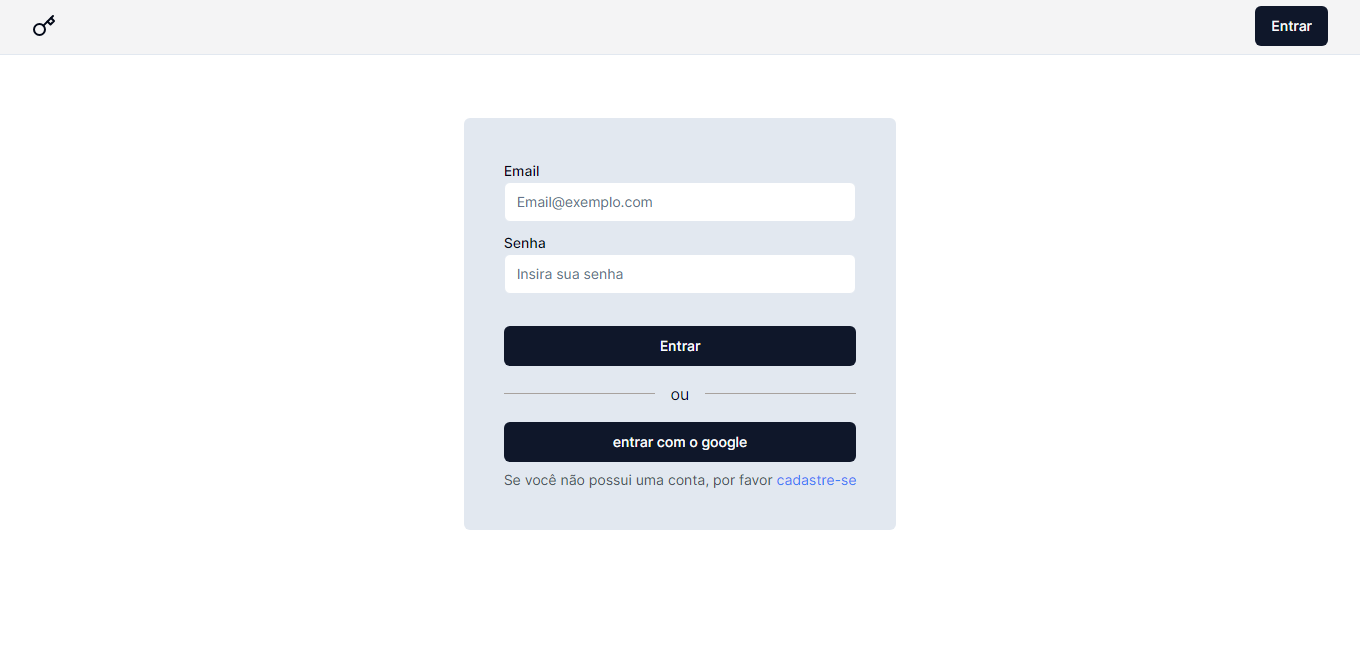 Entrar
Email
Email@exemplo.com
Senha
Insira sua senha
Entrar
ou
entrar com o google
Se você não possui uma conta, por favor cadastre-se